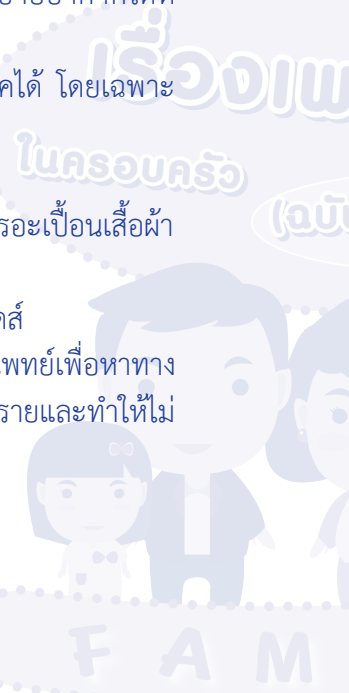 คได้ โดยเฉพาะ
รอะเปื้อนเสื้อผ้า
ดส์
แพทย์เพื่อหาทาง
รายและทำให้ไม่
เรื่องเพ
ในครอบครัว
(ฉบับ
F A M